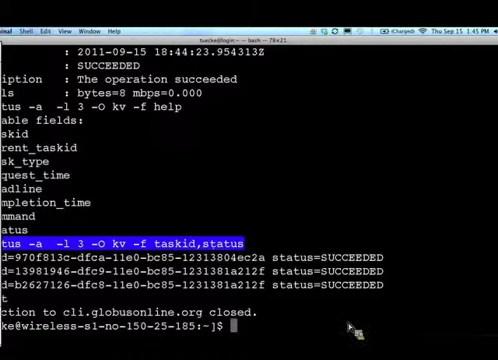 minal Shell Edit View Window Help (Charged) Thu Sep 15 1:45 PM
tuecke@login:~ — bash — 78×21
: 2011-09-15 18:44:23.954313Z
: SUCCEEDED
iption : The operation succeeded
ls : bytes=8 mbps=0.000
tus -a -l 3 -O kv -f help
able fields:
skid
rent_taskid
sk_type
quest_time
adline
mpletion_time
mmand
atus
tus -a -l 3 -O kv -f taskid,status
d=970f813c-dfca-11e0-bc85-12313804ec2a status=SUCCEEDED
d=13981946-dfc9-11e0-bc85-1231381a212f status=SUCCEEDED
d=b2627126-dfc8-11e0-bc85-1231381a212f status=SUCCEEDED
t
ction to cli.globusonline.org closed.
ke@wireless-s1-no-150-25-185:~]$